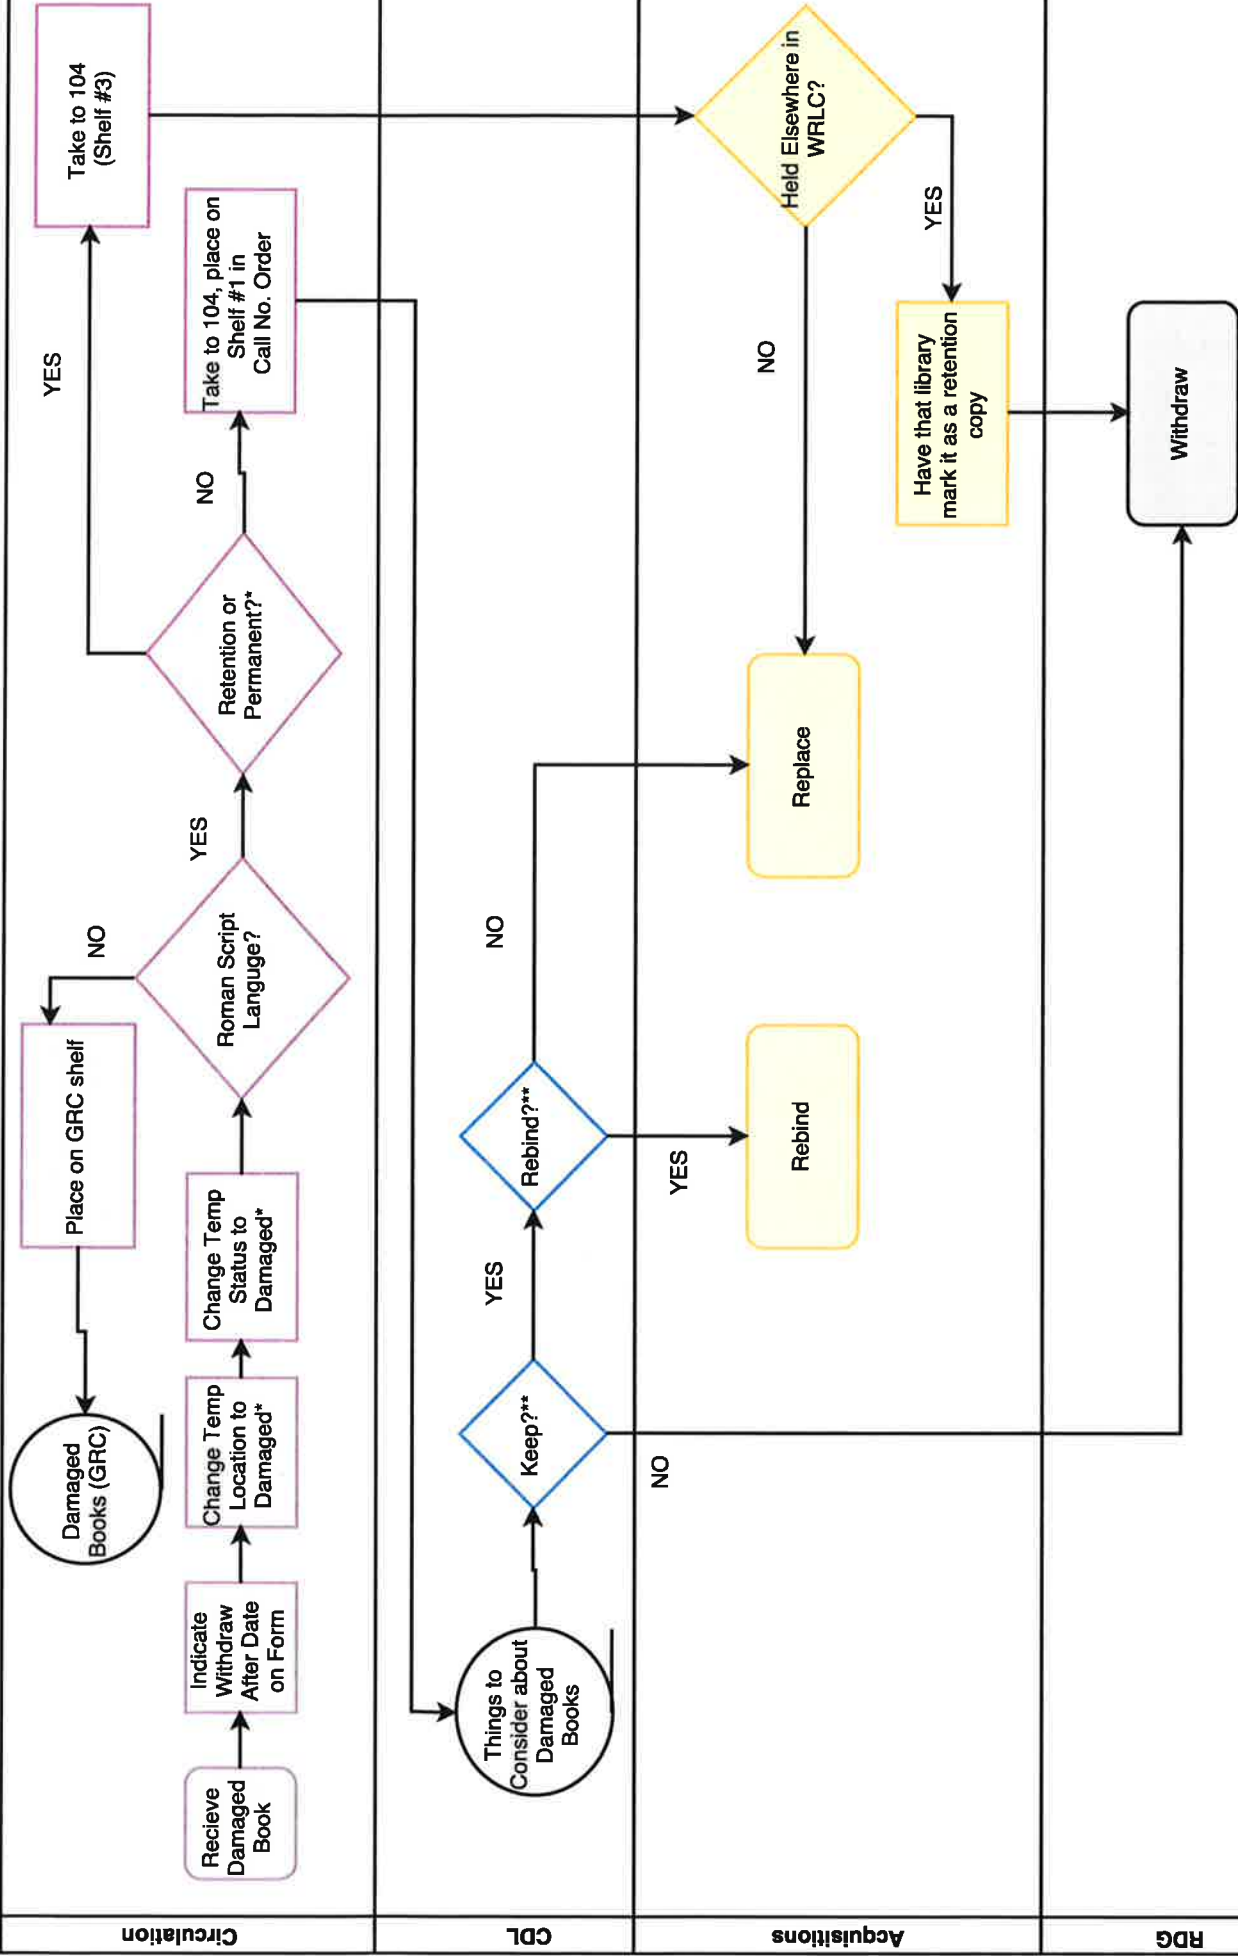 Circulation
Recieve
Damaged
Book
Indicate
Withdraw
After Date
on Form
Change Temp
Location to
Damaged*
Change Temp
Status to
Damaged*
Roman Script
Languge?
NO
Place on GRC shelf
Damaged
Books (GRC)
YES
Retention or
Permanent?*
YES
Take to 104
(Shelf #3)
NO
Take to 104, place on
Shelf #1 in
Call No. Order
CDL
Things to
Consider about
Damaged
Books
Keep?**
YES
NO
Rebind?**
NO
YES
Acquisitions
Rebind
Replace
NO
Held Elsewhere in
WRLC?
YES
Have that library
mark it as a retention
copy
RDG
Withdraw